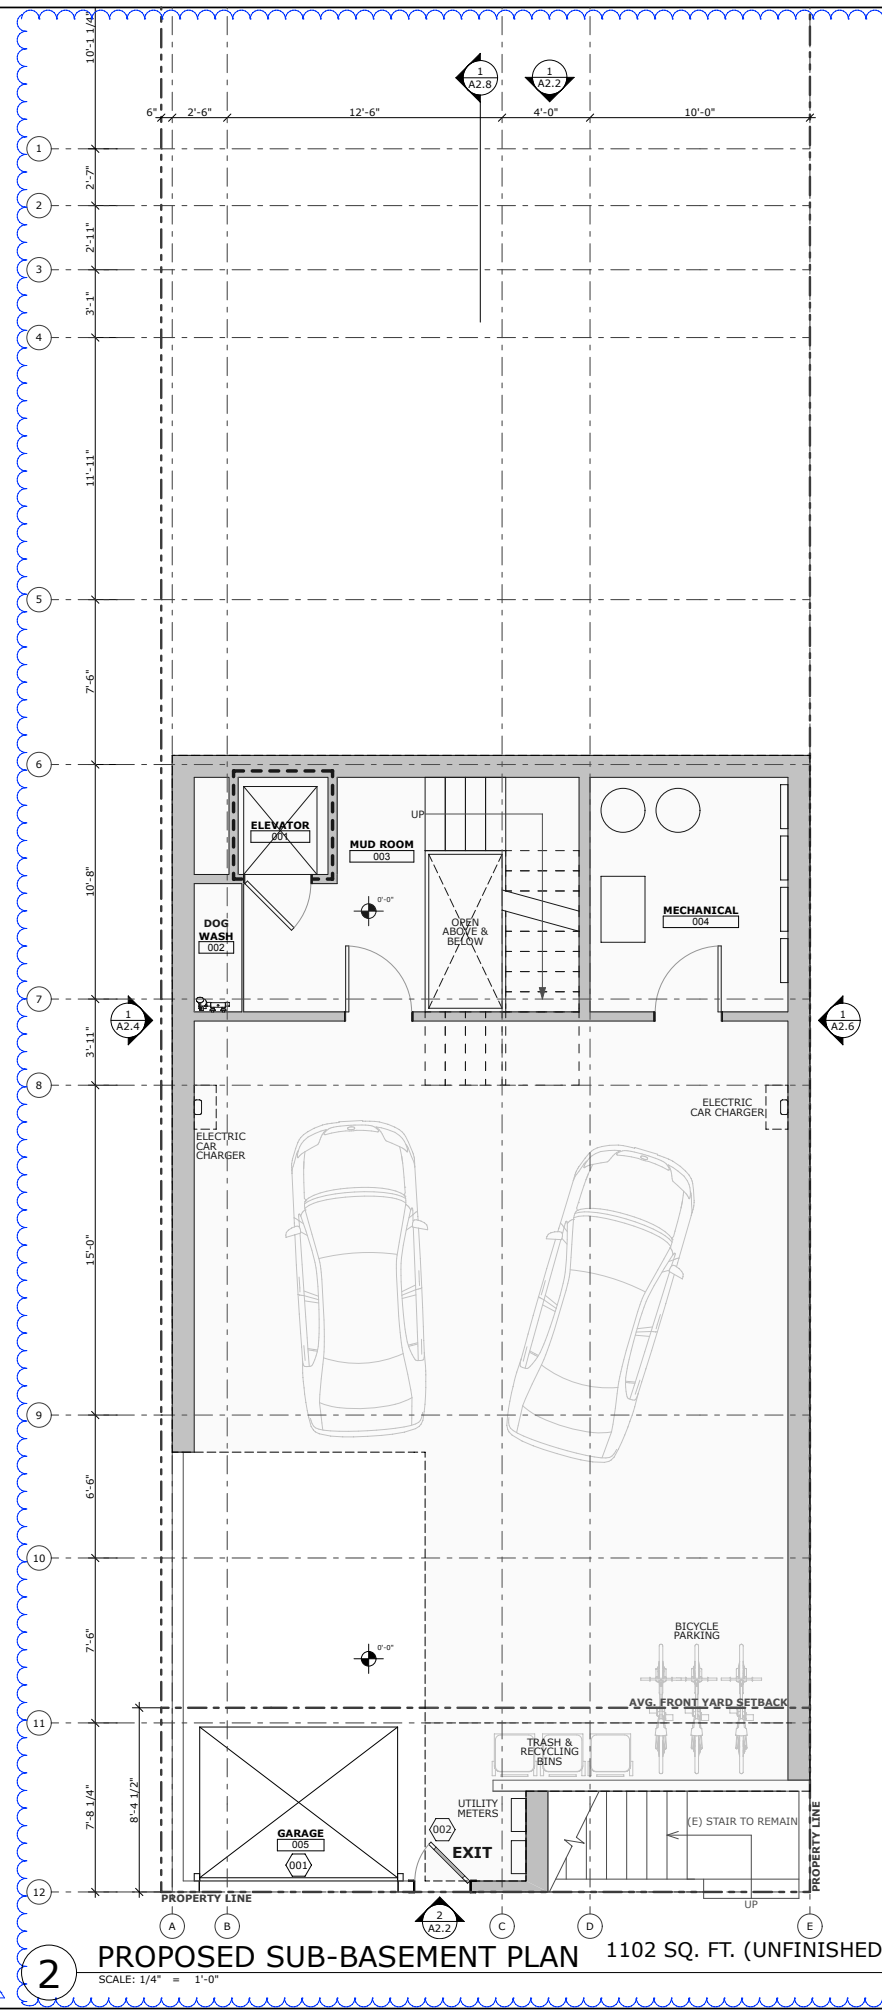 10'-1 1/4"
1
A2.8
1
A2.2
6"
2'-6"
12'-6"
4'-0"
10'-0"
1
2'-7"
2
2'-11"
3
3'-1"
4
11'-11"
5
7'-6"
6
ELEVATOR
001
UP
MUD ROOM
003
10'-8"
0'-0"
DOG
WASH
002
OPEN
ABOVE &
BELOW
MECHANICAL
004
7
1
A2.4
1
A2.6
3'-11"
8
ELECTRIC
CAR
CHARGER
ELECTRIC
CAR CHARGER
15'-0"
9
6'-6"
10
7'-6"
0'-0"
BICYCLE
PARKING
AVG. FRONT YARD SETBACK
11
TRASH &
RECYCLING
BINS
7'-8 1/4"
8'-4 1/2"
UTILITY
METERS
GARAGE
005
001
002
EXIT
(E) STAIR TO REMAIN
PROPERTY LINE
12
PROPERTY LINE
UP
A
B
2
A2.2
C
D
E
2
PROPOSED SUB-BASEMENT PLAN
1102 SQ. FT. (UNFINISHED
SCALE: 1/4" = 1'-0"